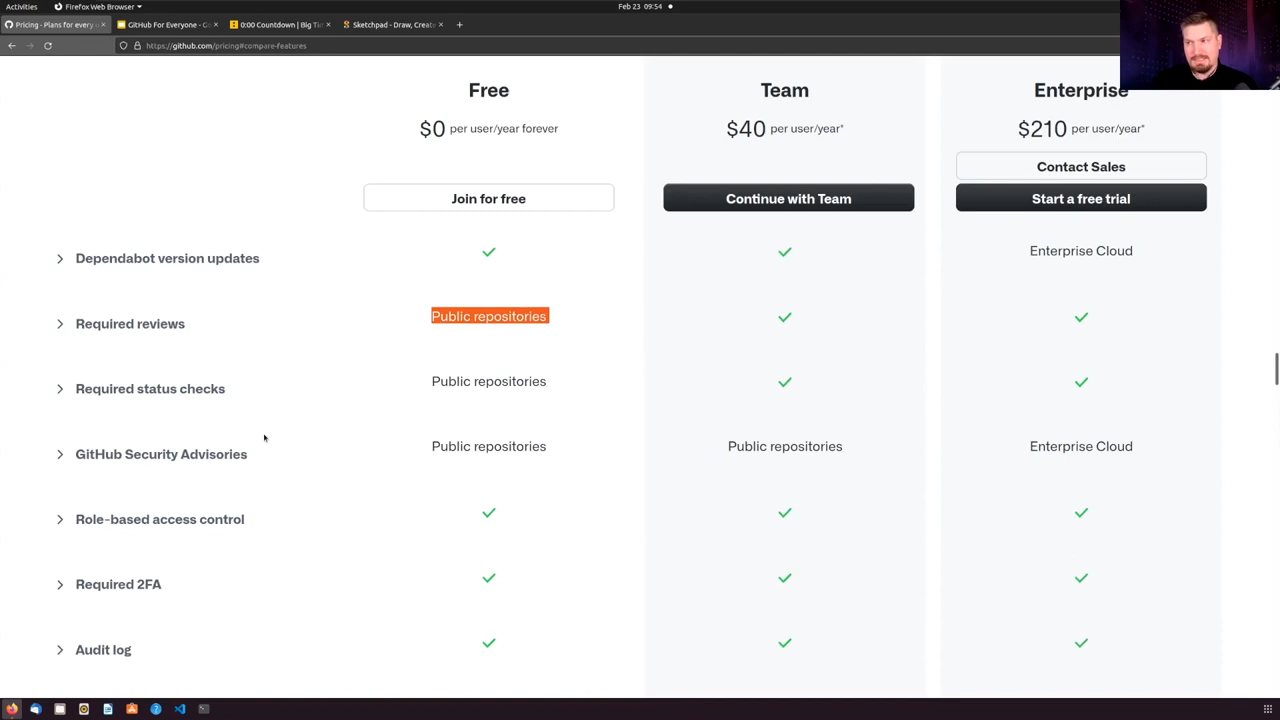 Activities
Firefox Web Browser
Feb 23 09:54
Pricing - Plans for every
GitHub For Everyone - Go
0:00 Countdown | Big Ti
Sketchpad - Draw, Create
https://github.com/pricing#compare-features
Free
Team
Enterprise
$0 per user/year forever
$40 per user/year*
$210 per user/year*
Contact Sales
Join for free
Continue with Team
Start a free trial
Dependabot version updates
Enterprise Cloud
Required reviews
Public repositories
Required status checks
Public repositories
GitHub Security Advisories
Public repositories
Public repositories
Enterprise Cloud
Role-based access control
Required 2FA
Audit log